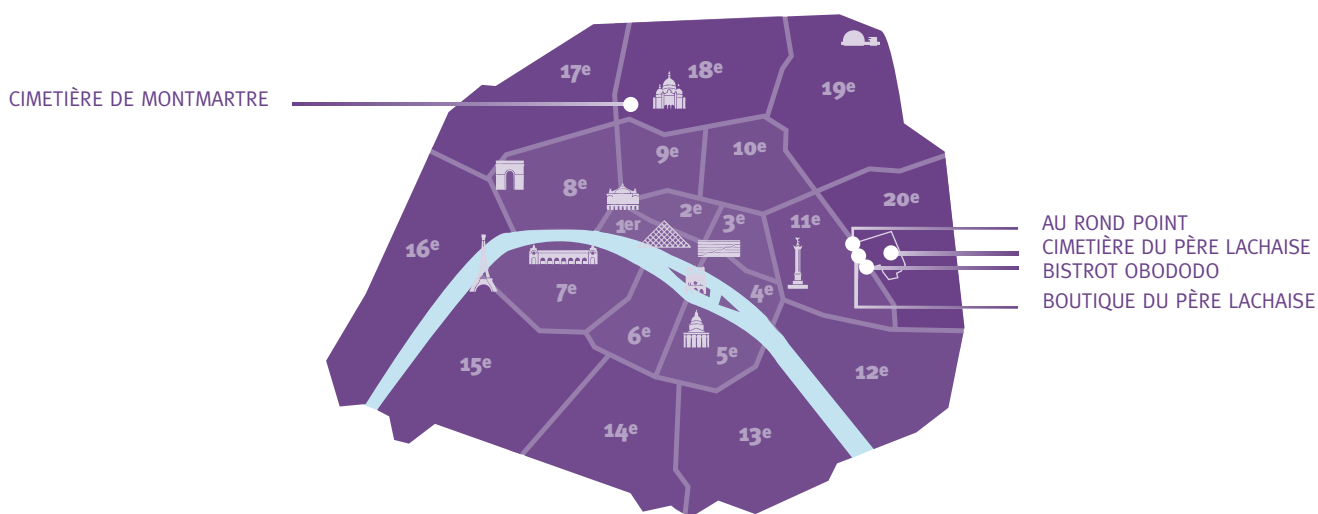 17e
18e
19e
CIMETIÈRE DE MONTMARTRE
9e
10e
8e
20e
2e
3e
11e
1er
16e
AU ROND POINT
CIMETIÈRE DU PÈRE LACHAISE
BISTROT OBODODO
7e
4e
BOUTIQUE DU PÈRE LACHAISE
6e
5e
15e
12e
14e
13e